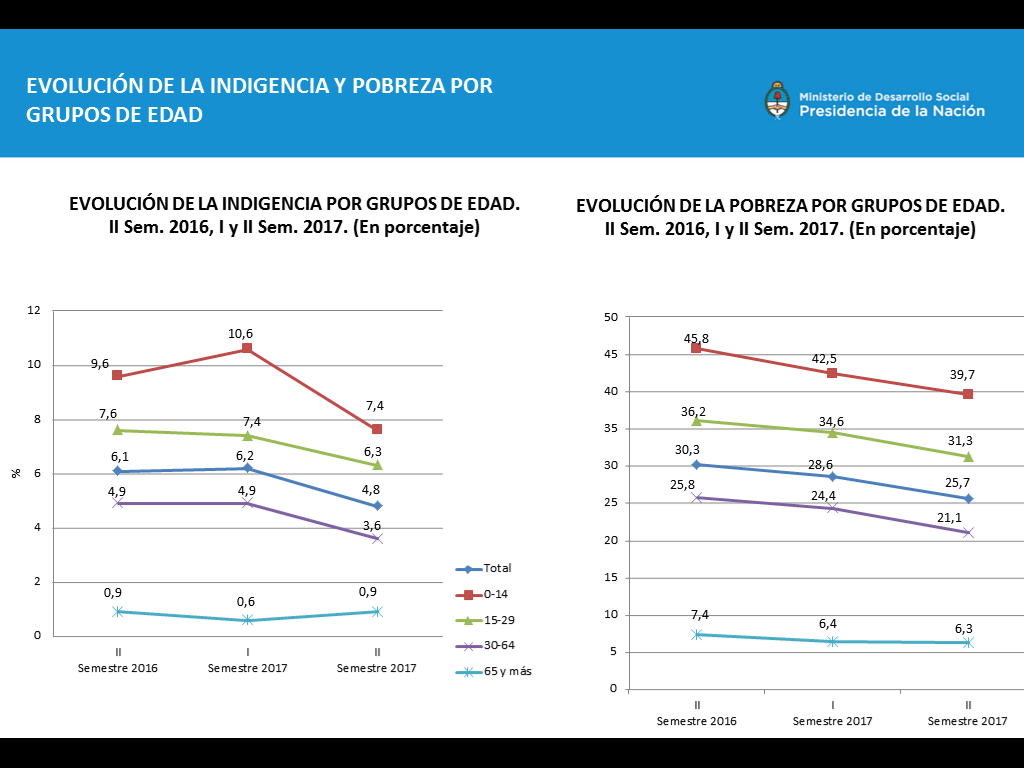 EVOLUCIÓN DE LA INDIGENCIA Y POBREZA POR
GRUPOS DE EDAD
Ministerio de Desarrollo Social
Presidencia de la Nación
EVOLUCIÓN DE LA INDIGENCIA POR GRUPOS DE EDAD.
II Sem. 2016, I y II Sem. 2017. (En porcentaje)
12
10
8
6
4
2
0
%
9,6
10,6
7,4
7,6
7,4
6,3
6,1
6,2
4,8
4,9
4,9
3,6
0,9
0,6
0,9
II
Semestre 2016
I
Semestre 2017
II
Semestre 2017
Total
0-14
15-29
30-64
65 y más
EVOLUCIÓN DE LA POBREZA POR GRUPOS DE EDAD.
II Sem. 2016, I y II Sem. 2017. (En porcentaje)
50
45
40
35
30
25
20
15
10
5
0
45,8
42,5
39,7
36,2
34,6
31,3
30,3
28,6
25,7
25,8
24,4
21,1
7,4
6,4
6,3
II
Semestre 2016
I
Semestre 2017
II
Semestre 2017